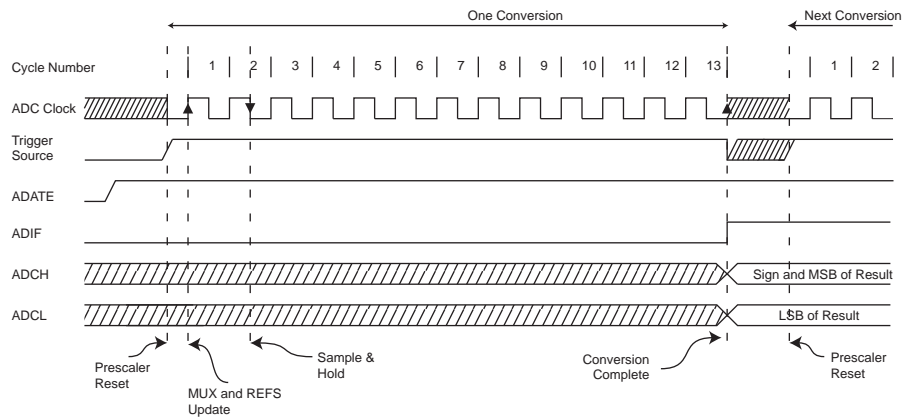 One Conversion
Next Conversion
Cycle Number
1 2 3 4 5 6 7 8 9 10 11 12 13 1 2
ADC Clock
Trigger
Source
ADATE
ADIF
ADCH
Sign and MSB of Result
ADCL
LSB of Result
Prescaler
Reset
MUX and REFS
Update
Sample &
Hold
Conversion
Complete
Prescaler
Reset